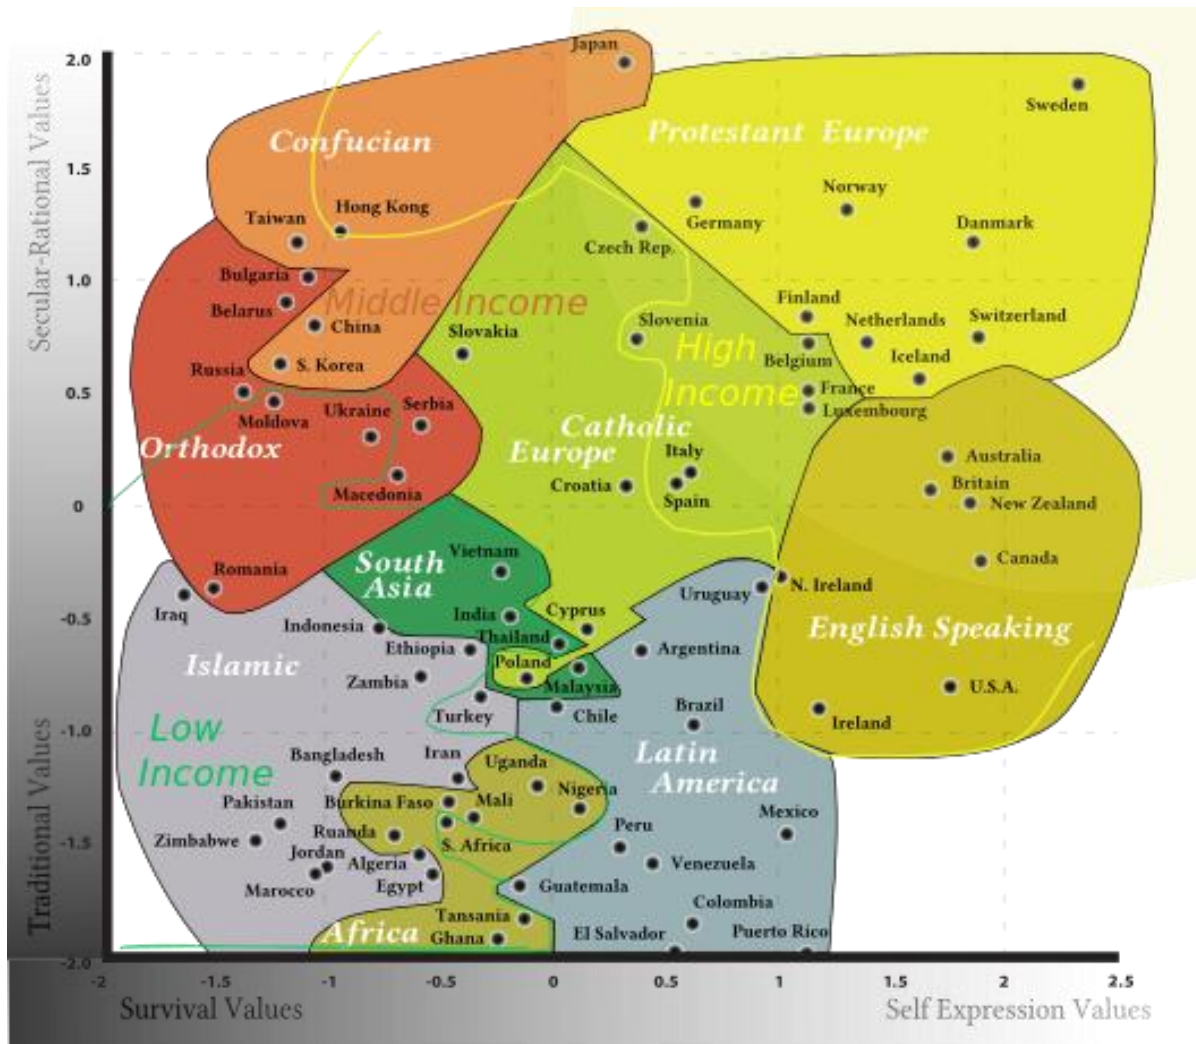 Japan
2.0
Sweden
Confucian
Protestant Europe
1.5
Norway
Hong Kong
Taiwan
Germany
Danmark
Czech Rep.
Bulgaria
1.0
Belarus
Middle Income
Finland
China
Slovakia
Slovenia
Netherlands
Switzerland
High
Income
Belgium
Iceland
S. Korea
Russia
France
0.5
Moldova
Ukraine
Serbia
Luxembourg
Orthodox
Catholic
Europe
Italy
Australia
Croatia
Spain
Britain
Macedonia
0
New Zealand
South
Asia
Vietnam
Canada
Romania
N. Ireland
Iraq
Uruguay
-0.5
Indonesia
India
Cyprus
English Speaking
Thailand
Ethiopia
Argentina
Islamic
Poland
Zambia
Malaysia
U.S.A.
Turkey
Chile
Brazil
Ireland
-1.0
Low
Income
Bangladesh
Iran
Uganda
Latin
America
Pakistan
Burkina Faso
Mali
Nigeria
Mexico
Zimbabwe
Ruanda
Peru
-1.5
Jordan
Algeria
S. Africa
Venezuela
Marocco
Egypt
Guatemala
Tansania
Colombia
Africa
Ghana
El Salvador
Puerto Rico
-2.0
-2
-1.5
-1
-0.5
0
0.5
1
1.5
2
2.5
Survival Values
Self Expression Values
Secular-Rational Values
Traditional Values